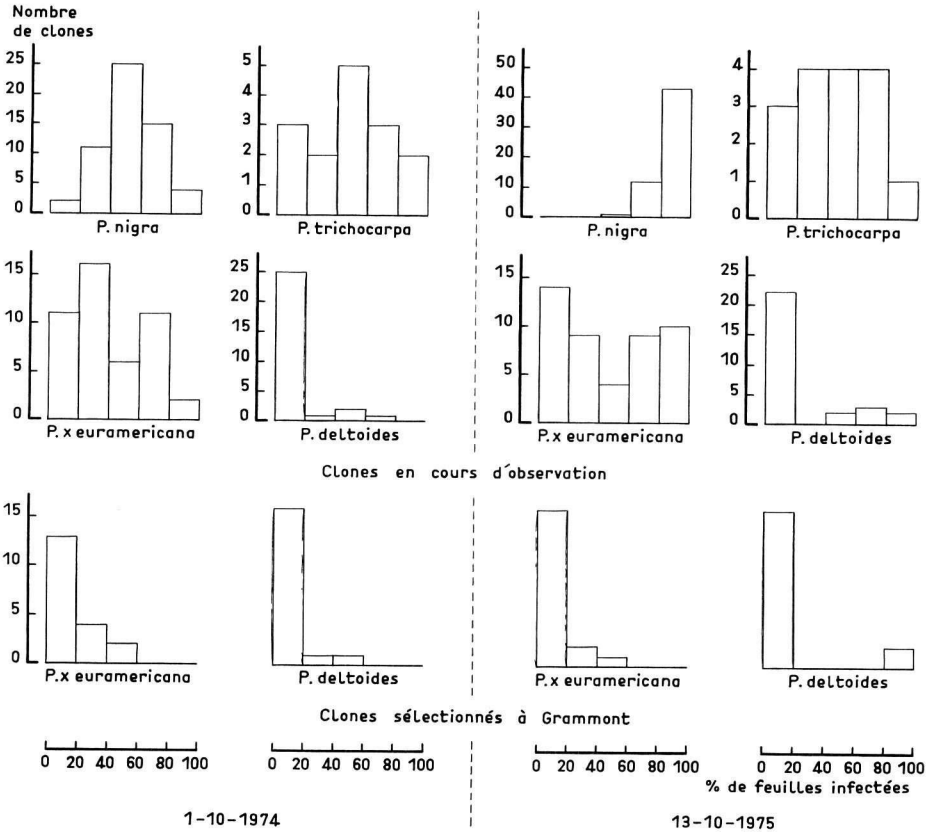 Nombre
de clones
25
20
15
10
5
0
P. nigra
5
4
3
2
1
0
P. trichocarpa
50
40
30
20
10
0
P. nigra
4
3
2
1
0
P. trichocarpa
15
10
5
0
P. x euramericana
25
20
15
10
5
0
P. deltoides
15
10
5
0
P. x euramericana
25
20
15
10
5
0
P. deltoides
Clones en cours d'observation
15
10
5
0
P. x euramericana
P. deltoides
P. x euramericana
P. deltoides
Clones sélectionnés à Grammont
0 20 40 60 80 100
0 20 40 60 80 100
0 20 40 60 80 100
0 20 40 60 80 100
% de feuilles infectées
1-10-1974
13-10-1975